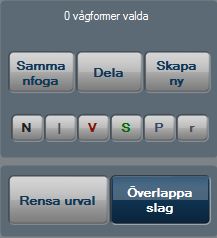 0 vågformer valda
Samma Dela Skapa
nfoga ny
N | V S P r
Rensa urval Överlappa
slag